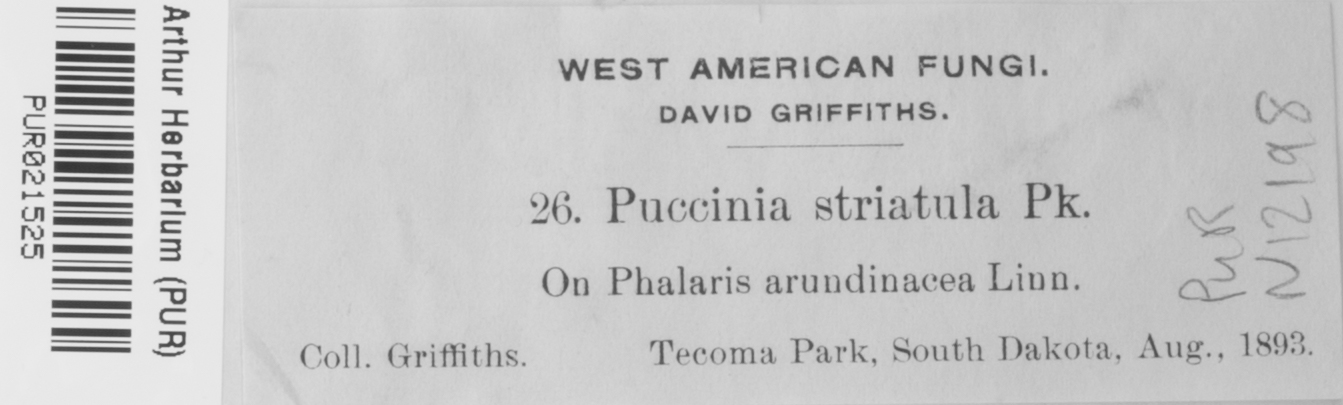 Arthur Herbarium (PUR)
PUR021525
WEST AMERICAN FUNGI.
DAVID GRIFFITHS.
26. Puccinia striatula Pk.
On Phalaris arundinacea Linn.
Coll. Griffiths. Tecoma Park, South Dakota, Aug., 1893.
PUR
N12198